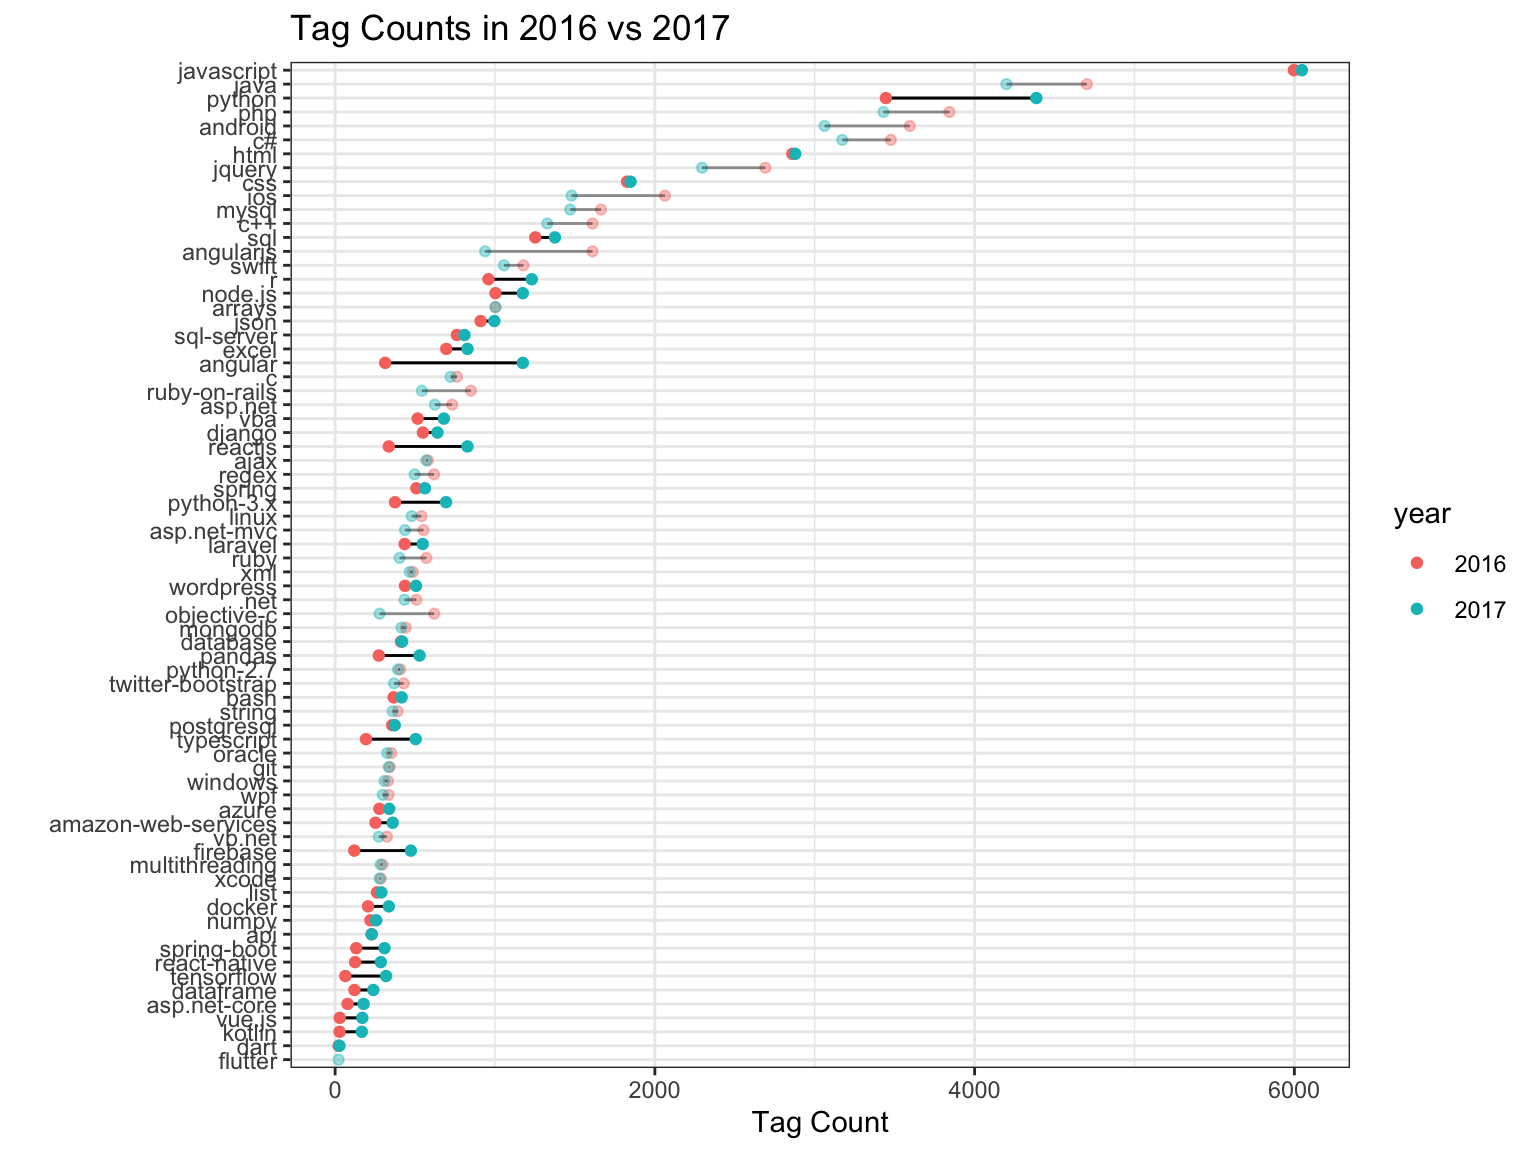 Tag Counts in 2016 vs 2017
javascript
java
python
php
android
c#
html
jquery
css
ios
mysql
c++
sql
angularjs
swift
r
node.js
arrays
json
sql-server
excel
angular
c
ruby-on-rails
asp.net
vba
django
reactjs
ajax
regex
spring
python-3.x
linux
asp.net-mvc
laravel
ruby
xml
wordpress
.net
objective-c
mongodb
database
pandas
python-2.7
twitter-bootstrap
bash
string
postgresql
typescript
oracle
git
windows
wpf
azure
amazon-web-services
vb.net
firebase
multithreading
xcode
list
docker
numpy
api
spring-boot
react-native
tensorflow
dataframe
asp.net-core
vue.js
kotlin
dart
flutter
0
2000
4000
6000
Tag Count
year
2016
2017